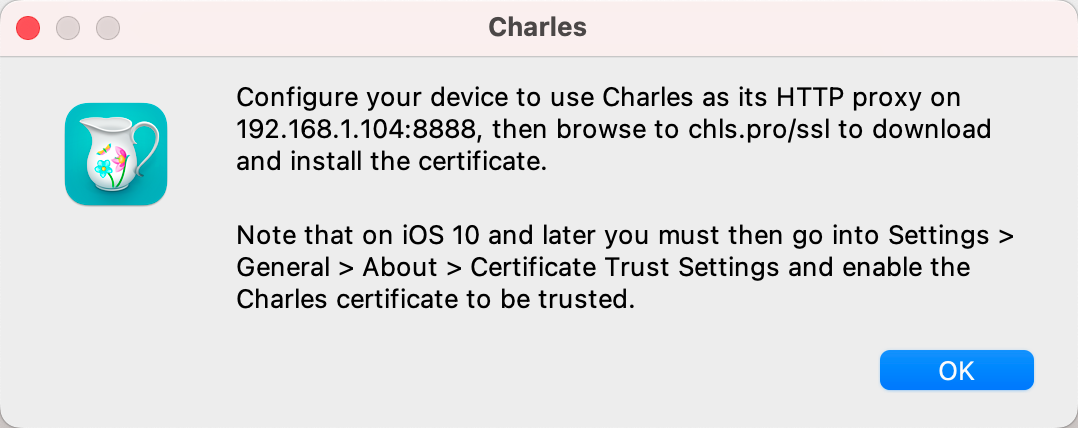 Charles
Configure your device to use Charles as its HTTP proxy on
192.168.1.104:8888, then browse to chls.pro/ssl to download
and install the certificate.
Note that on iOS 10 and later you must then go into Settings >
General > About > Certificate Trust Settings and enable the
Charles certificate to be trusted.
OK